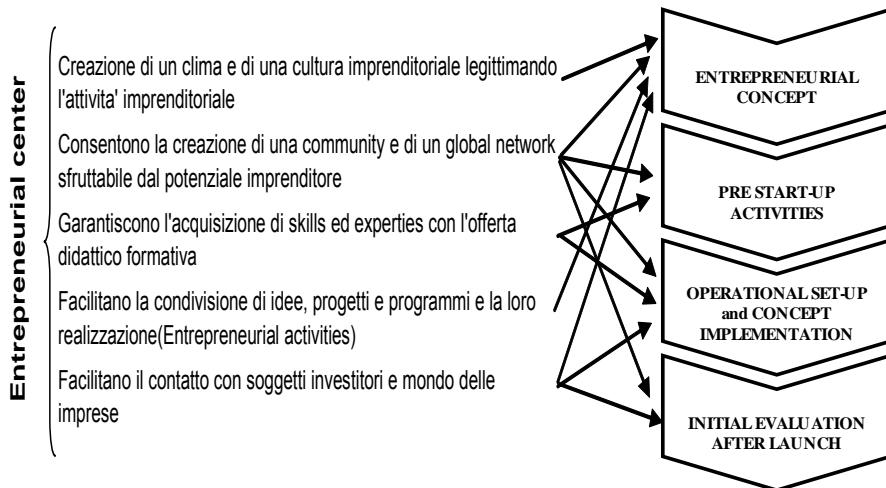 Entrepreneurial center
Creazione di un clima e di una cultura imprenditoriale legittimando
l'attivita' imprenditoriale
Consentono la creazione di una community e di un global network
sfruttabile dal potenziale imprenditore
Garantiscono l'acquisizione di skills ed experties con l'offerta
didattico formativa
Facilitano la condivisione di idee, progetti e programmi e la loro
realizzazione(Entrepreneurial activities)
Facilitano il contatto con soggetti investitori e mondo delle
imprese
ENTREPRENEURIAL
CONCEPT
PRE START-UP
ACTIVITIES
OPERATIONAL SET-UP
and CONCEPT
IMPLEMENTATION
INITIAL EVALUATION
AFTER LAUNCH